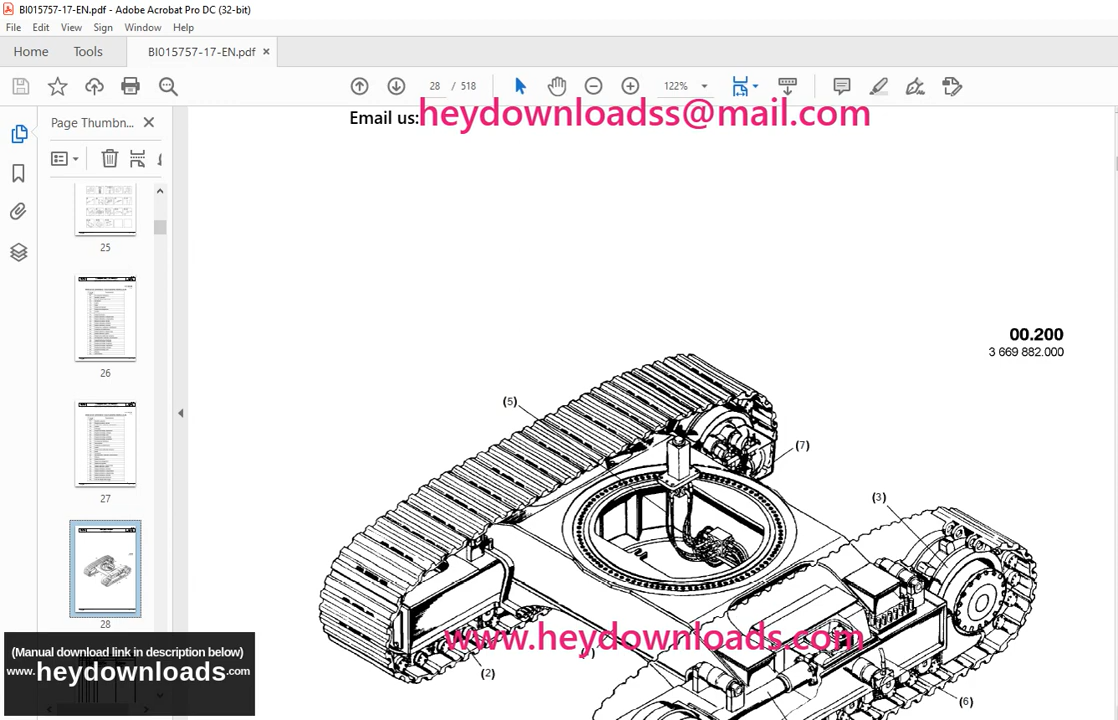 BI015757-17-EN.pdf - Adobe Acrobat Pro DC (32-bit)
File Edit View Sign Window Help
Home Tools BI015757-17-EN.pdf ×
28 / 518 122%
Email us:heydownloadss@mail.com
Page Thumbn...
25
26
27
28
00.200
3 669 882.000
(5)
(7)
(3)
(2)
(6)
www.heydownloads.com
(Manual download link in description below)
www.heydownloads.com